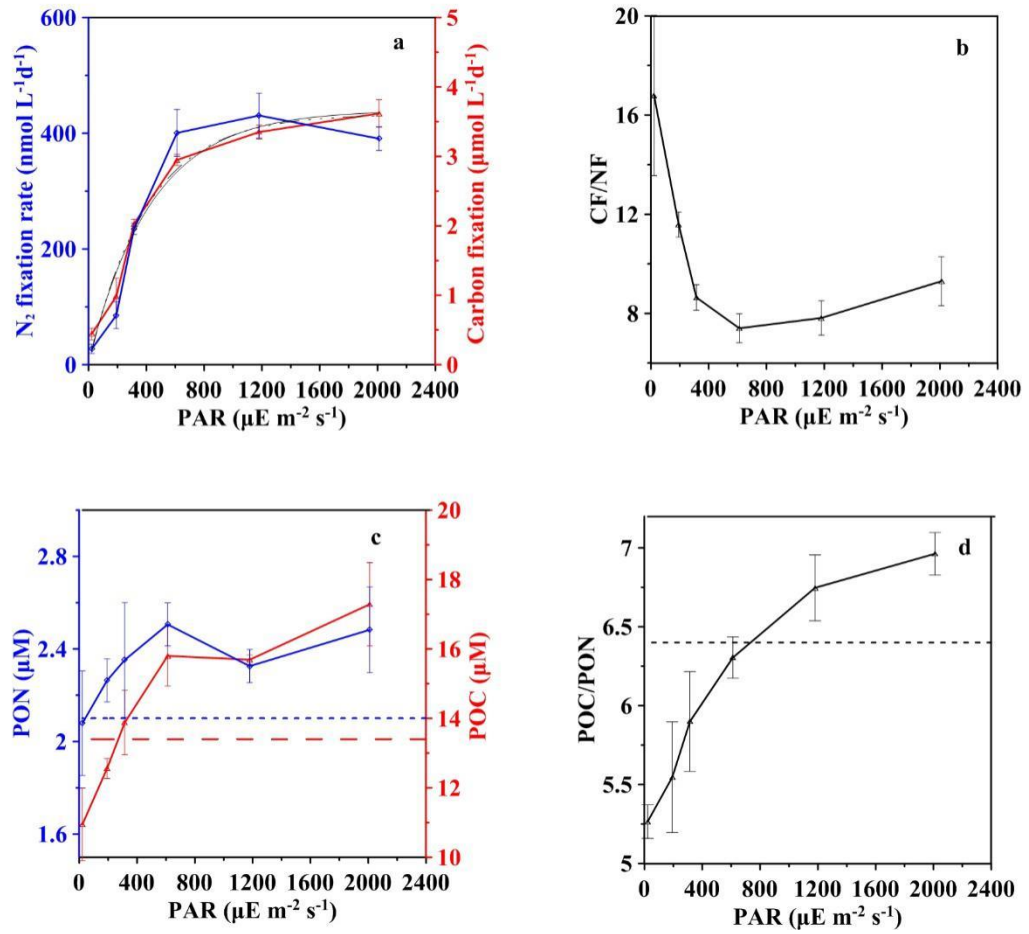 a
600
400
200
0
N₂ fixation rate (nmol L⁻¹d⁻¹)
5
4
3
2
1
0
Carbon fixation (µmol L⁻¹d⁻¹)
0 400 800 1200 1600 2000 2400
PAR (µE m⁻² s⁻¹)
b
20
16
12
8
CF/NF
0 400 800 1200 1600 2000 2400
PAR (µE m⁻² s⁻¹)
c
2.8
2.4
2
1.6
PON (µM)
20
18
16
14
12
10
POC (µM)
0 400 800 1200 1600 2000 2400
PAR (µE m⁻² s⁻¹)
d
7
6.5
6
5.5
5
POC/PON
0 400 800 1200 1600 2000 2400
PAR (µE m⁻² s⁻¹)